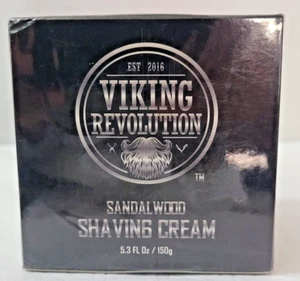 EST 2016
VIKING
REVOLUTION
™
SANDALWOOD
SHAVING CREAM
5.3 Fl Oz / 150g